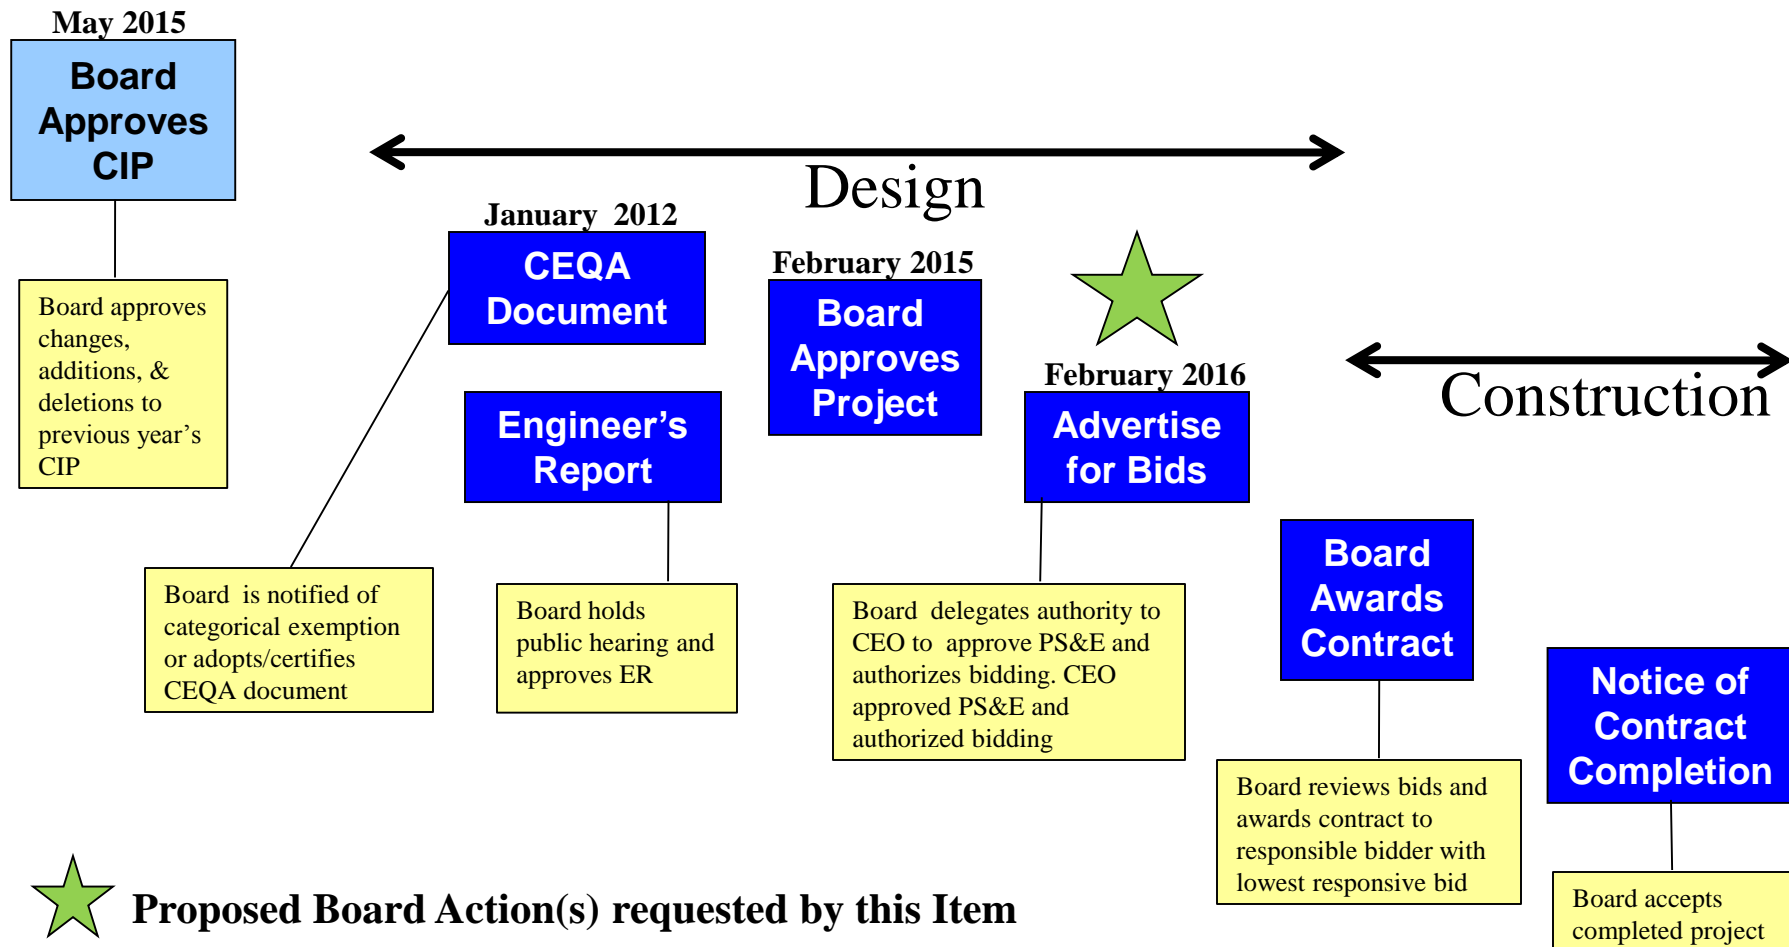 May 2015
Board
Approves
CIP
Board approves
changes,
additions, &
deletions to
previous year’s
CIP
Design
January 2012
CEQA
Document
Board is notified of
categorical exemption
or adopts/certifies
CEQA document
Engineer’s
Report
Board holds
public hearing and
approves ER
February 2015
Board
Approves
Project
February 2016
Advertise
for Bids
Board delegates authority to
CEO to approve PS&E and
authorizes bidding. CEO
approved PS&E and
authorized bidding
Construction
Board
Awards
Contract
Board reviews bids and
awards contract to
responsible bidder with
lowest responsive bid
Notice of
Contract
Completion
Board accepts
completed project
Proposed Board Action(s) requested by this Item